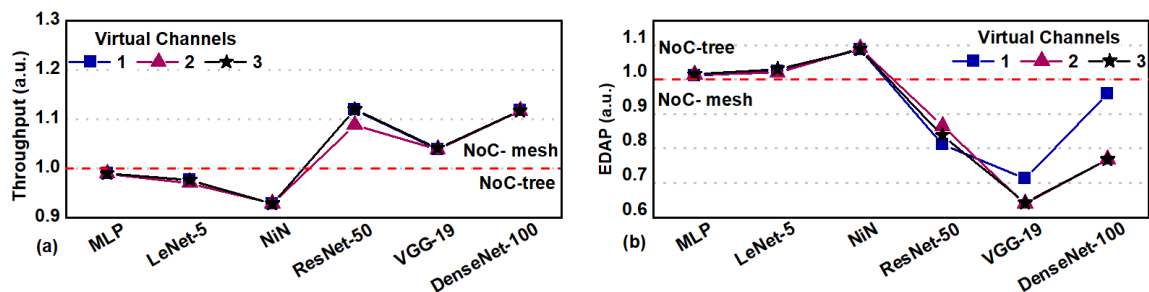 1.3
1.2
1.1
1.0
0.9
Throughput (a.u.)
Virtual Channels
1 2 3
NoC- mesh
NoC-tree
(a)
MLP
LeNet-5
NiN
ResNet-50
VGG-19
DenseNet-100
1.1
1.0
0.9
0.8
0.7
0.6
EDAP (a.u.)
NoC-tree
NoC- mesh
Virtual Channels
1 2 3
(b)
MLP
LeNet-5
NiN
ResNet-50
VGG-19
DenseNet-100